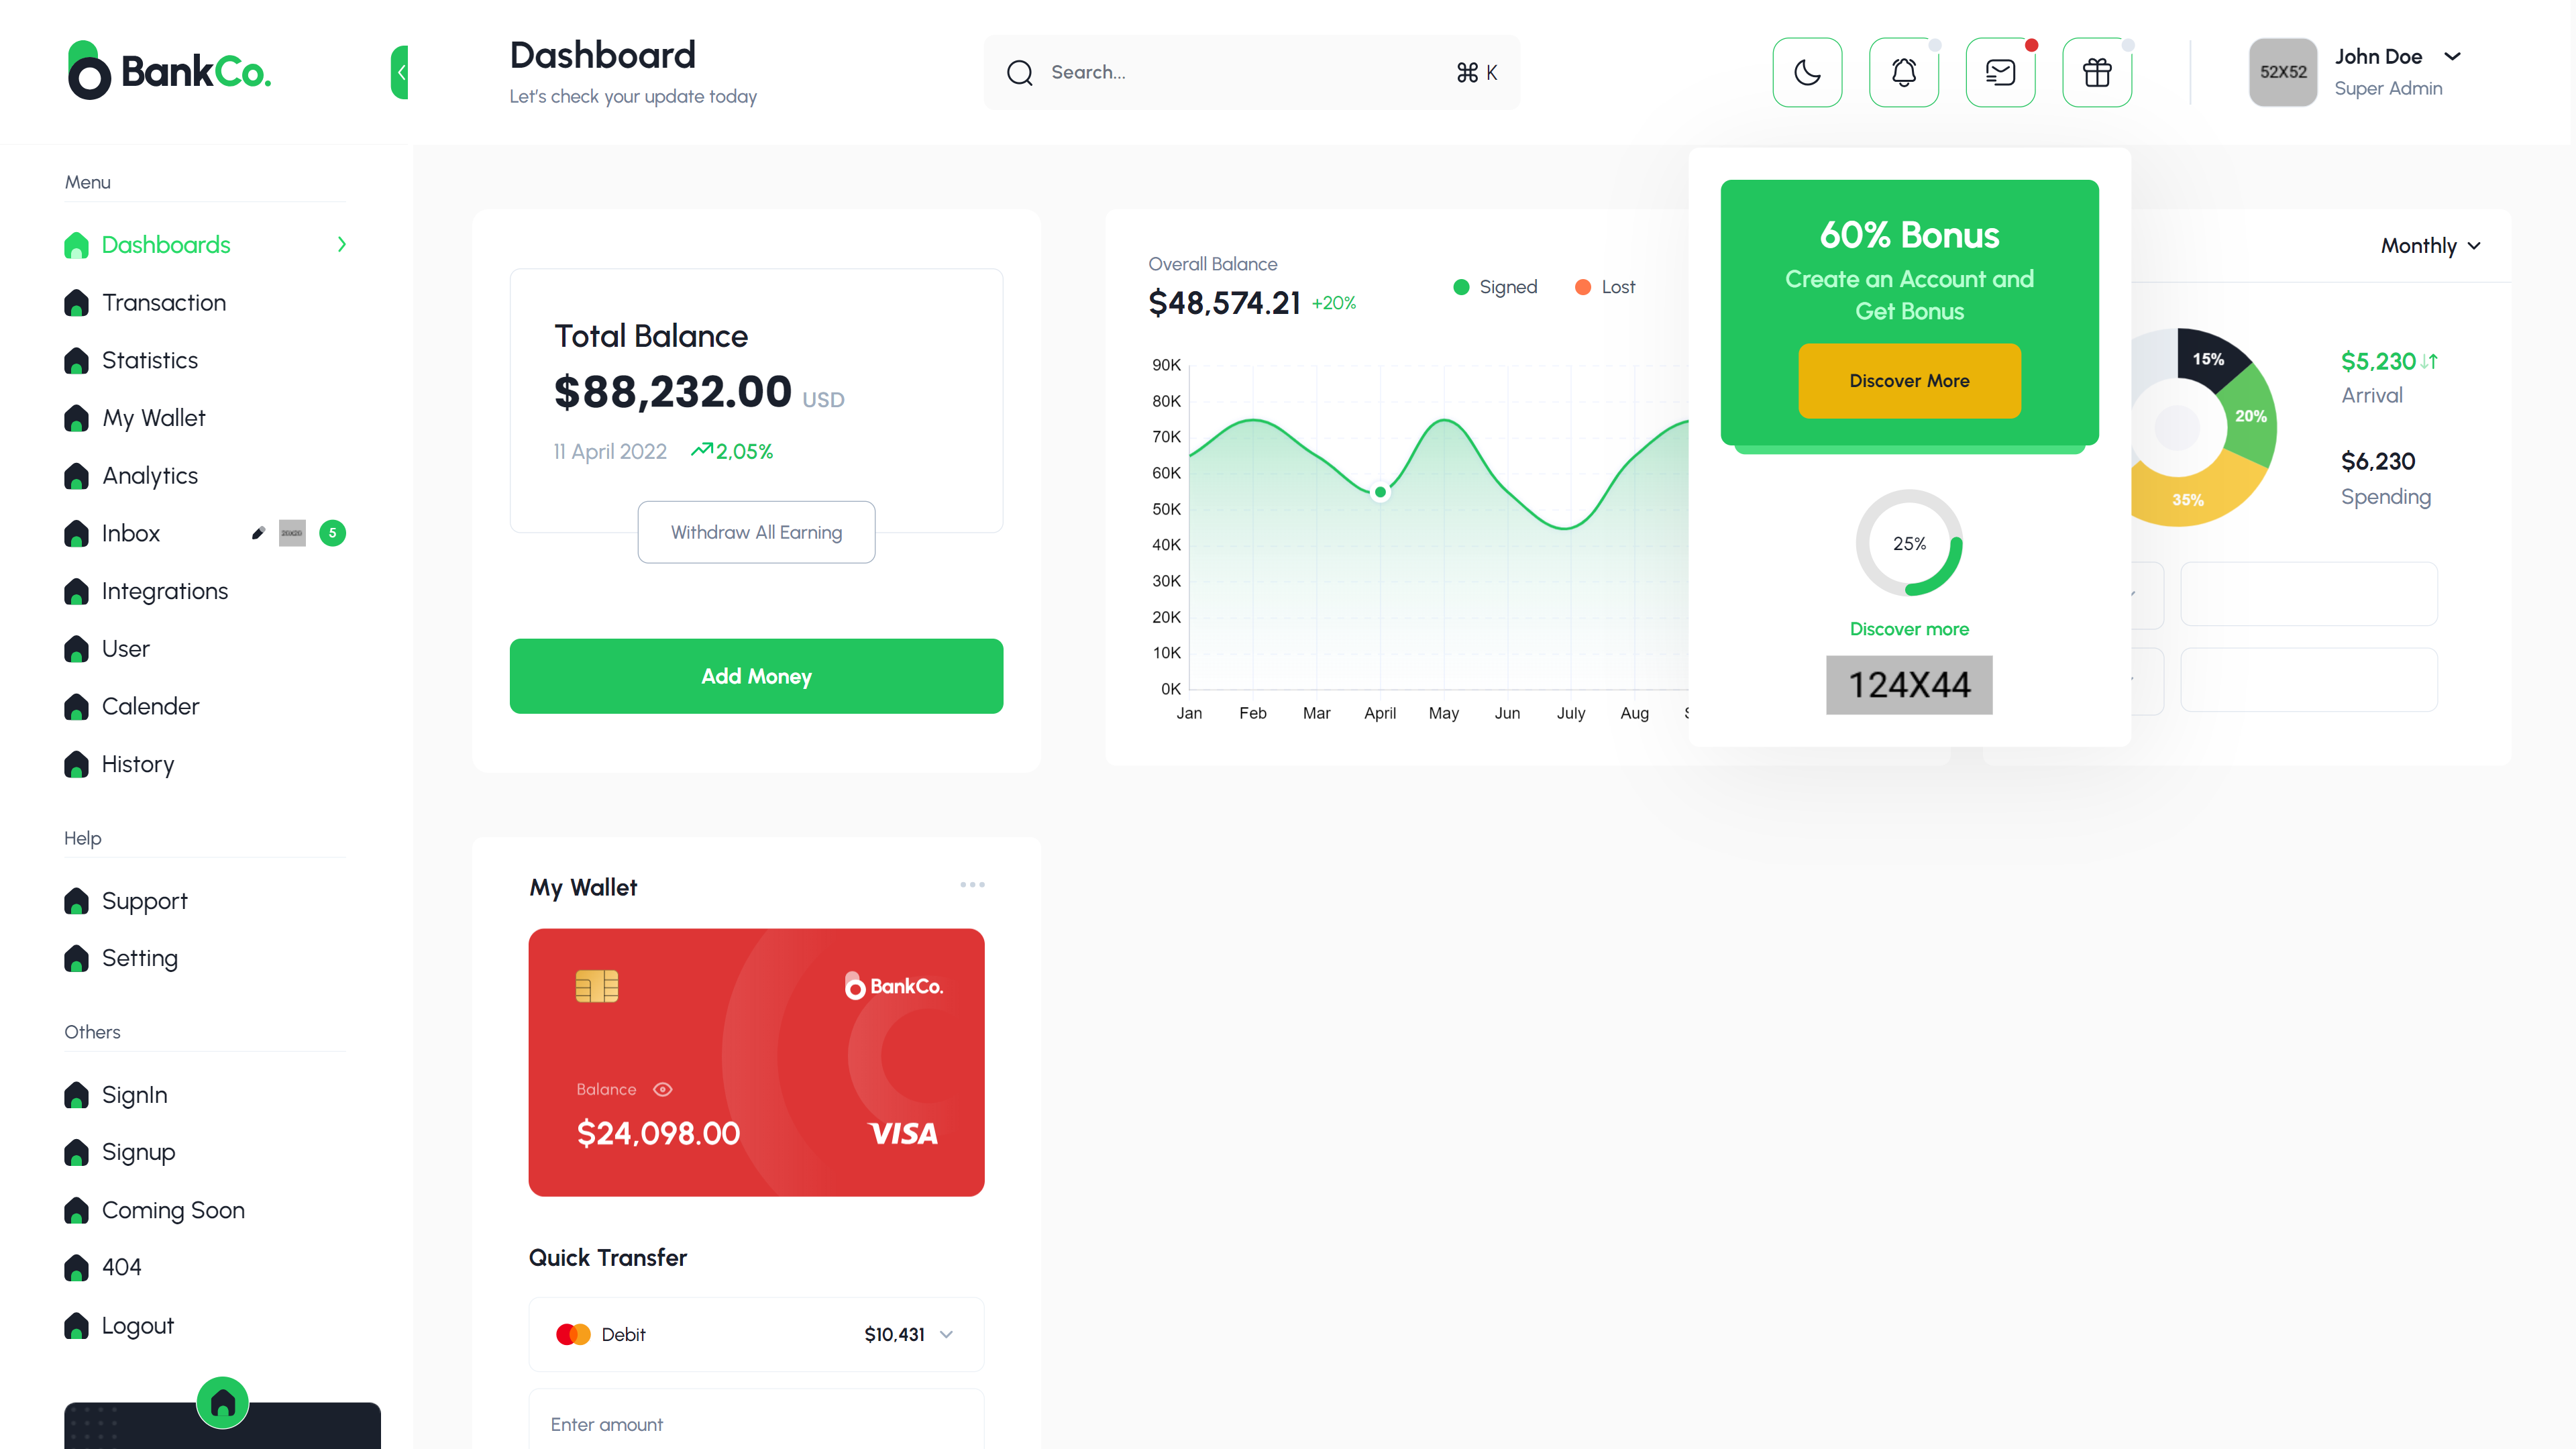 BankCo.
Dashboard
Let's check your update today
Search...
⌘ K
52X52
John Doe
Super Admin
Menu
Dashboards
Transaction
Statistics
My Wallet
Analytics
Inbox
5
Integrations
User
Calender
History
Help
Support
Setting
Others
SignIn
Signup
Coming Soon
404
Logout
Total Balance
$88,232.00 USD
11 April 2022 2,05%
Withdraw All Earning
Add Money
Overall Balance
$48,574.21 +20%
Signed Lost
90K
80K
70K
60K
50K
40K
30K
20K
10K
0K
Jan Feb Mar April May Jun July Aug
60% Bonus
Create an Account and
Get Bonus
Discover More
25%
Discover more
124X44
Monthly
15%
20%
35%
$5,230
Arrival
$6,230
Spending
My Wallet
BankCo.
Balance
$24,098.00
VISA
Quick Transfer
Debit $10,431
Enter amount